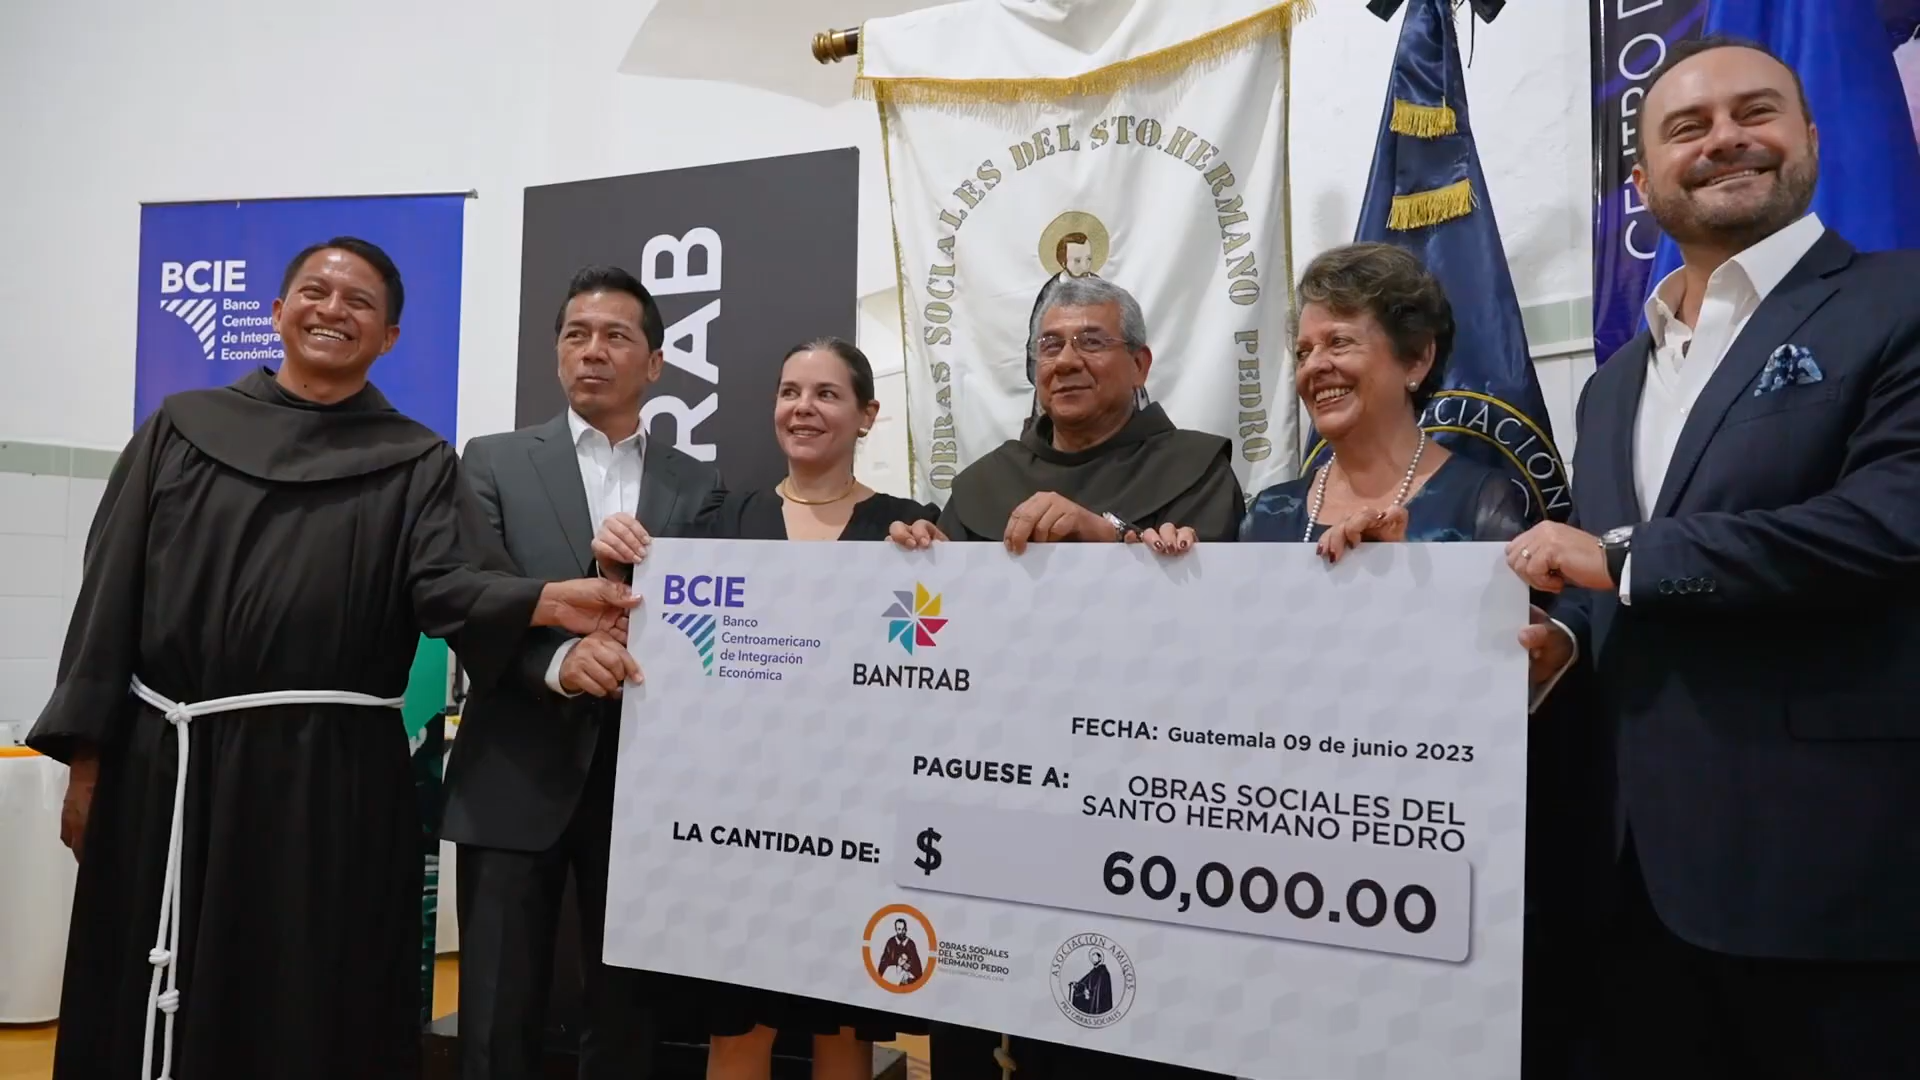 BCIE
Banco
Centroa
de Integra
Económica
RAB
OBRAS SOCIALES DEL STO. HERMANO PEDRO
CIACIÓN
CENTRO D
BCIE
Banco
Centroamericano
de Integración
Económica
BANTRAB
FECHA: Guatemala 09 de junio 2023
PAGUESE A: OBRAS SOCIALES DEL
SANTO HERMANO PEDRO
LA CANTIDAD DE: $ 60,000.00
OBRAS SOCIALES
DEL SANTO
HERMANO PEDRO
ASOCIACIÓN AMIGOS
PRO OBRAS SOCIALES